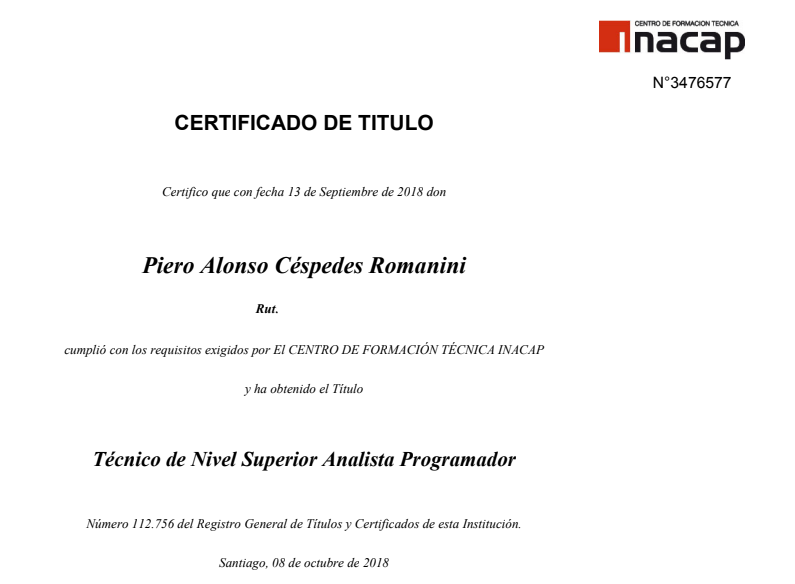 CENTRO DE FORMACION TECNICA
inacap
N°3476577
CERTIFICADO DE TITULO
Certifico que con fecha 13 de Septiembre de 2018 don
Piero Alonso Céspedes Romanini
Rut.
cumplió con los requisitos exigidos por El CENTRO DE FORMACIÓN TÉCNICA INACAP
y ha obtenido el Título
Técnico de Nivel Superior Analista Programador
Número 112.756 del Registro General de Títulos y Certificados de esta Institución.
Santiago, 08 de octubre de 2018